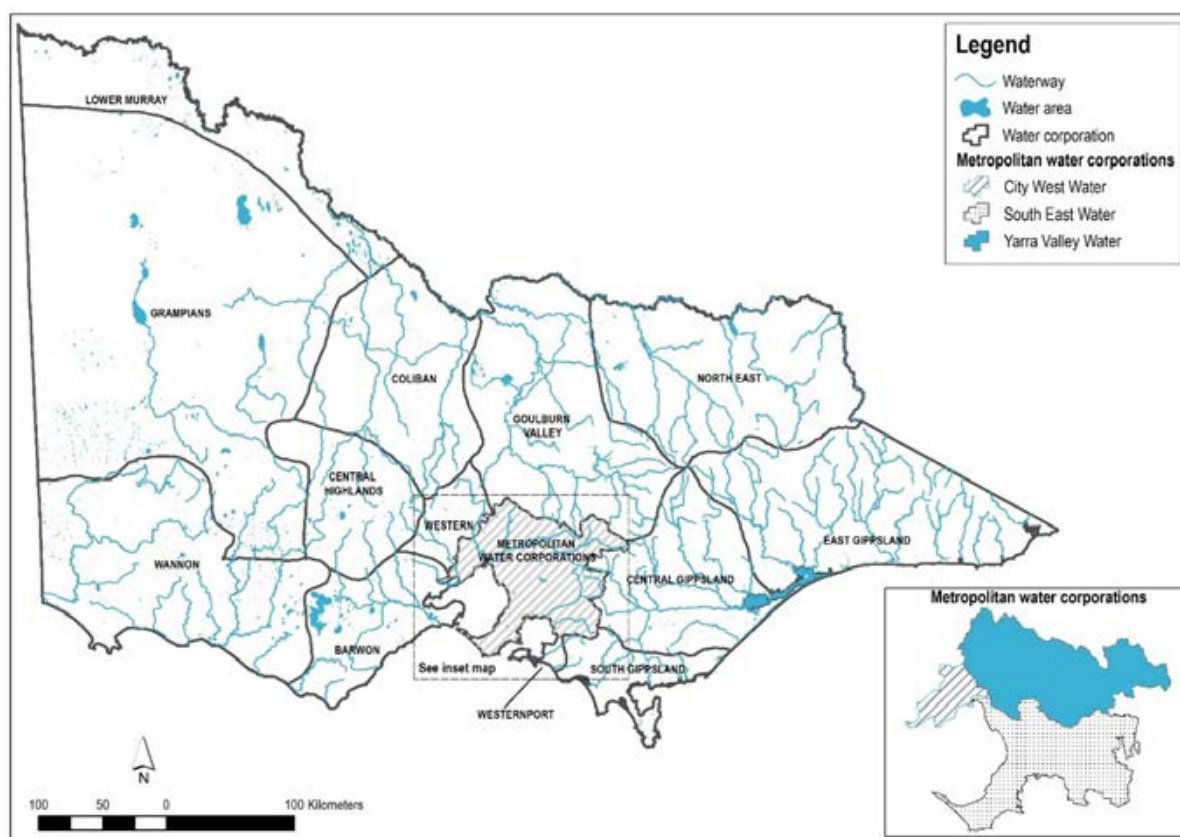 Legend
Waterway
Water area
Water corporation
Metropolitan water corporations
City West Water
South East Water
Yarra Valley Water
LOWER MURRAY
GRAMPIANS
COLIBAN
NORTH EAST
GOULBURN
VALLEY
CENTRAL
HIGHLANDS
WESTERN
METROPOLITAN
WATER CORPORATIONS
EAST GIPPSLAND
WANNON
CENTRAL GIPPSLAND
BARWON
See inset map
SOUTH GIPPSLAND
WESTERNPORT
Metropolitan water corporations
N
100 50 0 100 Kilometers